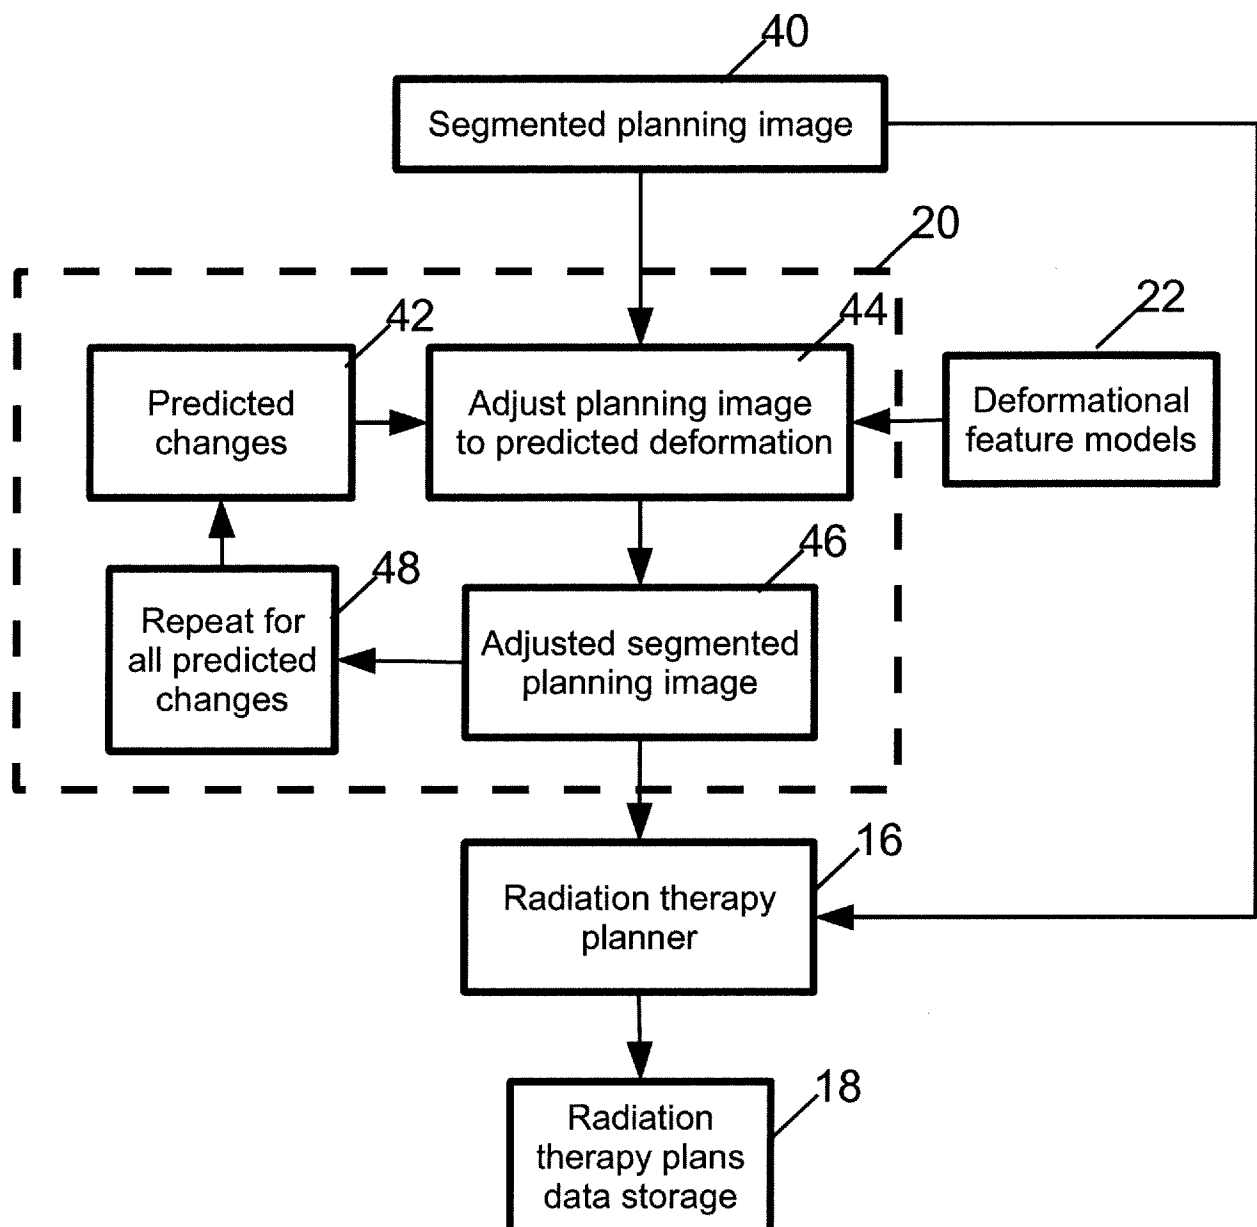 40
Segmented planning image
20
42
44
22
Predicted
changes
Adjust planning image
to predicted deformation
Deformational
feature models
48
46
Repeat for
all predicted
changes
Adjusted segmented
planning image
16
Radiation therapy
planner
18
Radiation
therapy plans
data storage